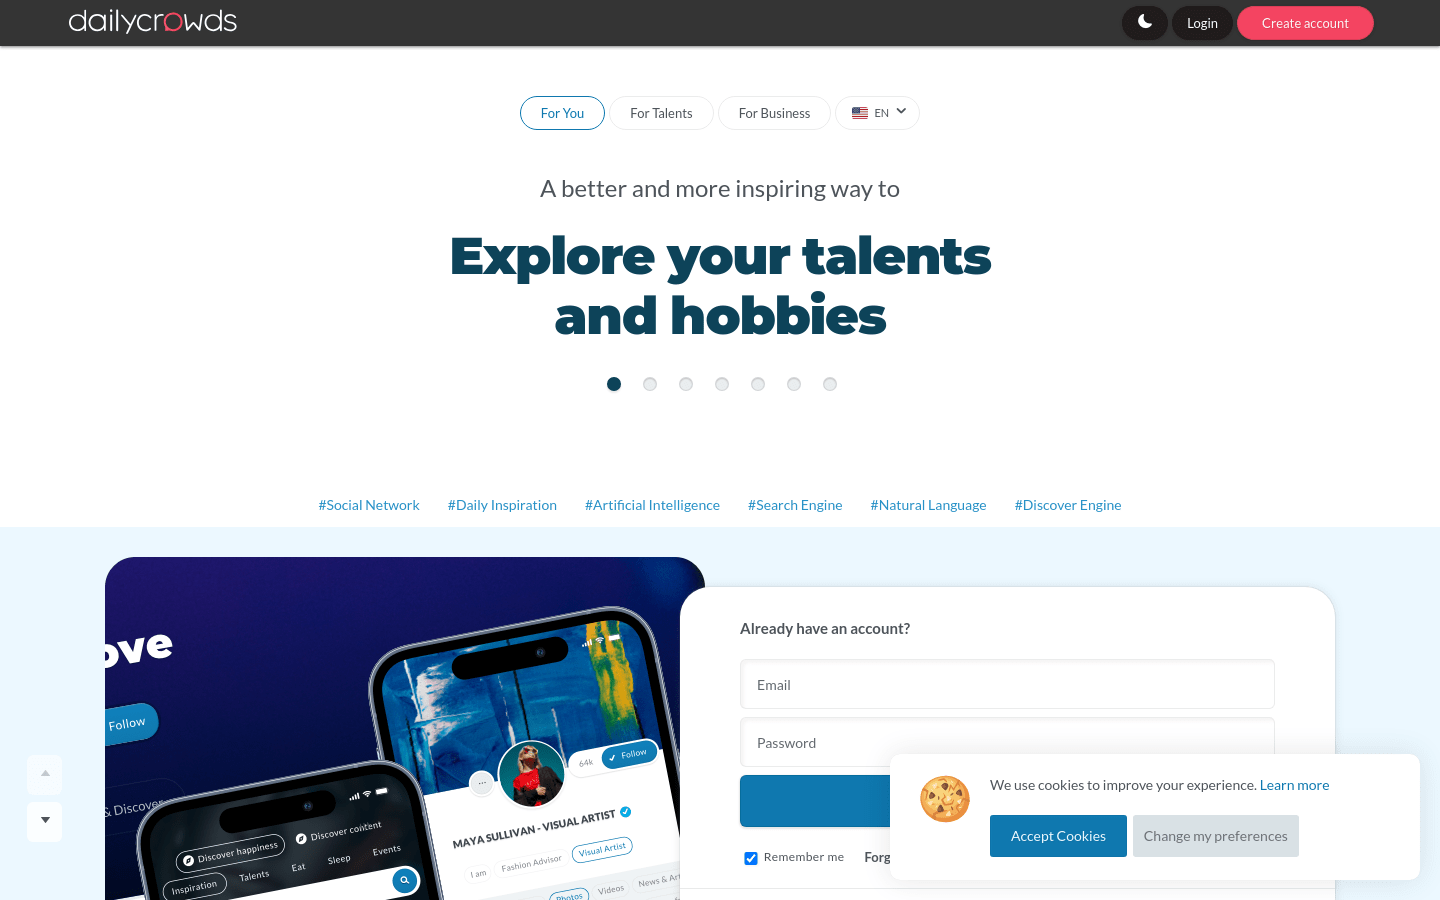 dailycrowds
Login
Create account
For You
For Talents
For Business
EN
A better and more inspiring way to
Explore your talents
and hobbies
#Social Network
#Daily Inspiration
#Artificial Intelligence
#Search Engine
#Natural Language
#Discover Engine
ove
Follow
& Discover
64k
Follow
MAYA SULLIVAN - VISUAL ARTIST
I am
Fashion Advisor
Visual Artist
Photos
Videos
News & Art
Discover happiness
Discover content
Inspiration
Talents
Eat
Sleep
Events
Already have an account?
Email
Password
Remember me
Forg
We use cookies to improve your experience. Learn more
Accept Cookies
Change my preferences